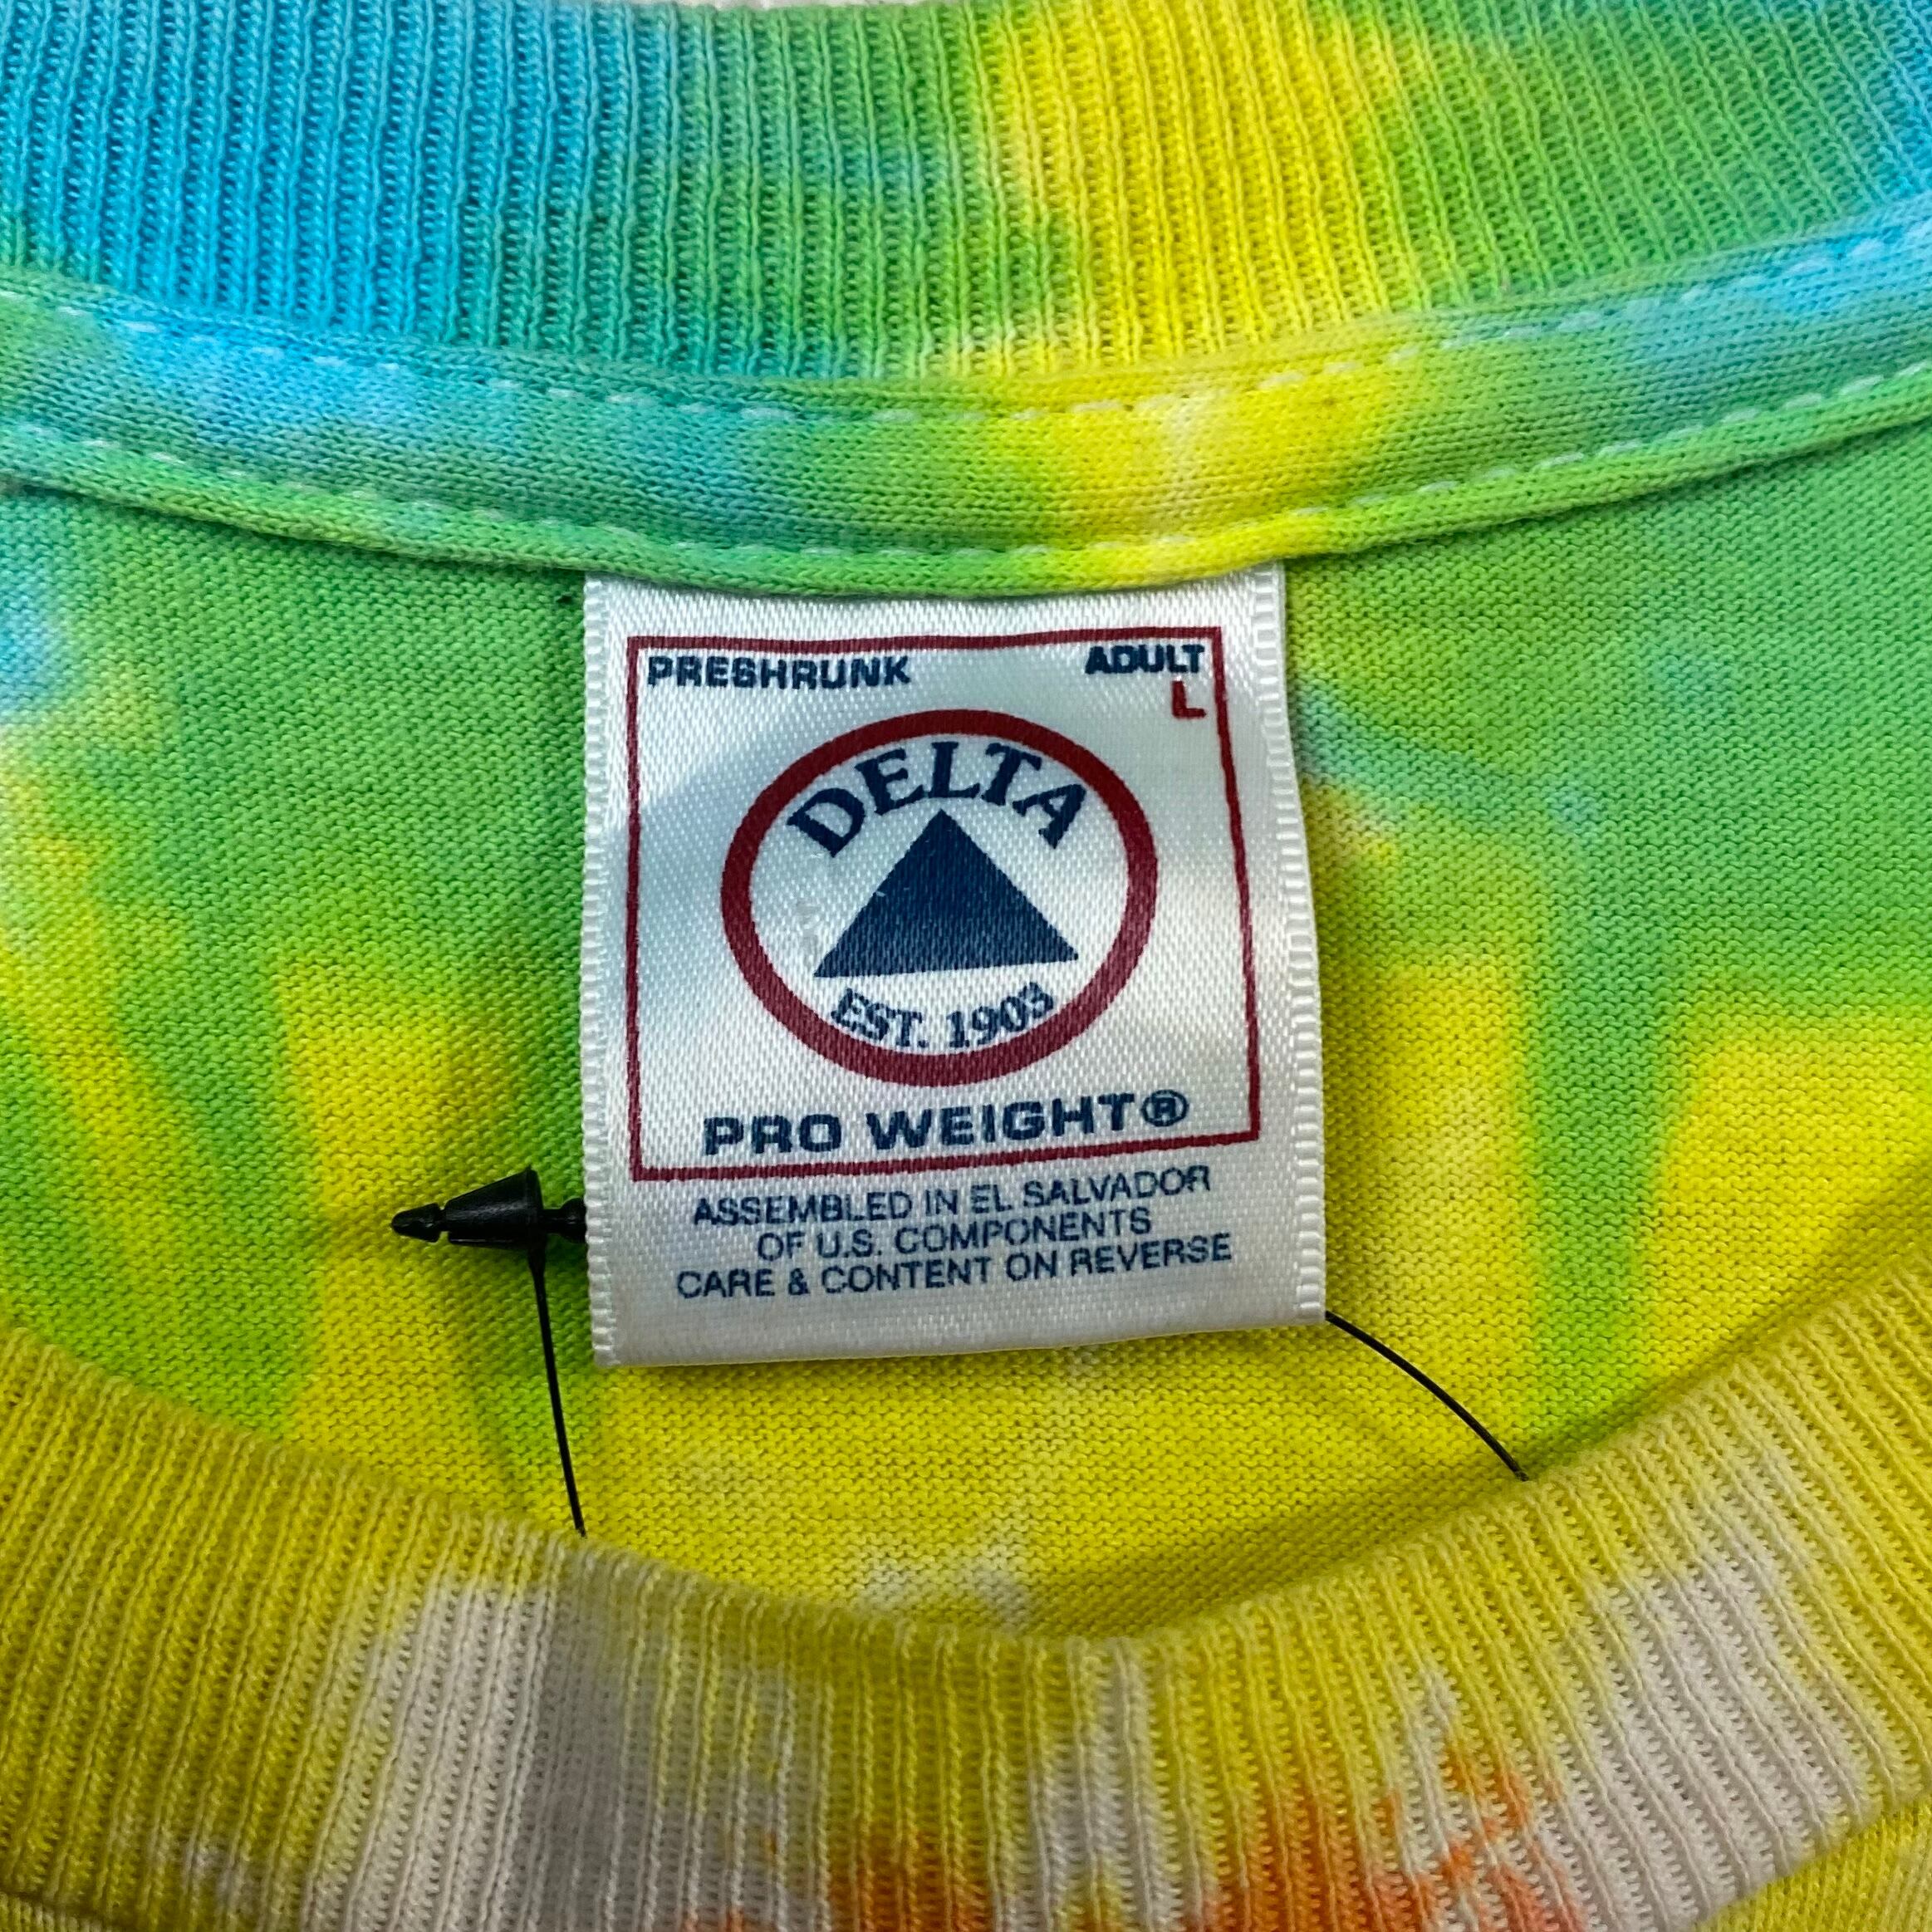 PRESHRUNK ADULT
L
DELTA
EST. 1903
PRO WEIGHT®
ASSEMBLED IN EL SALVADOR
OF U.S. COMPONENTS
CARE & CONTENT ON REVERSE